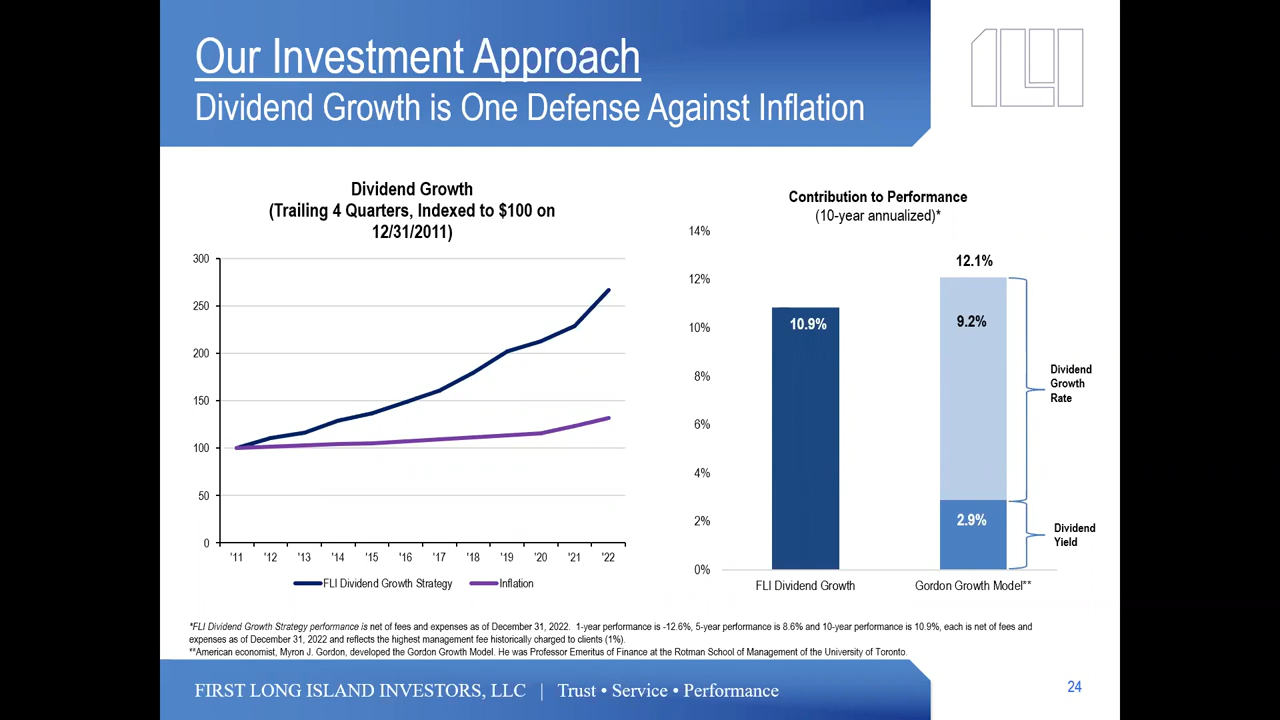 Our Investment Approach
Dividend Growth is One Defense Against Inflation
FLI
Dividend Growth
(Trailing 4 Quarters, Indexed to $100 on
12/31/2011)
300
250
200
150
100
50
0
'11 '12 '13 '14 '15 '16 '17 '18 '19 '20 '21 '22
FLI Dividend Growth Strategy Inflation
Contribution to Performance
(10-year annualized)*
14%
12%
10%
8%
6%
4%
2%
0%
10.9%
12.1%
9.2%
2.9%
Dividend
Growth
Rate
Dividend
Yield
FLI Dividend Growth Gordon Growth Model**
*FLI Dividend Growth Strategy performance is net of fees and expenses as of December 31, 2022. 1-year performance is -12.6%, 5-year performance is 8.6% and 10-year performance is 10.9%, each is net of fees and
expenses as of December 31, 2022 and reflects the highest management fee historically charged to clients (1%).
**American economist, Myron J. Gordon, developed the Gordon Growth Model. He was Professor Emeritus of Finance at the Rotman School of Management of the University of Toronto.
FIRST LONG ISLAND INVESTORS, LLC | Trust • Service • Performance
24